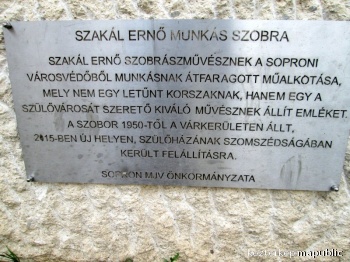 SZAKÁL ERNŐ MUNKÁS SZOBRA
SZAKÁL ERNŐ SZOBRÁSZMŰVÉSZNEK A SOPRONI
VÁROSVÉDŐBŐL MUNKÁSNAK ÁTFARAGOTT MŰALKOTÁSA,
MELY NEM EGY LETŰNT KORSZAKNAK, HANEM EGY A
SZÜLŐVÁROSÁT SZERETŐ KIVÁLÓ MŰVÉSZNEK ÁLLÍT EMLÉKET.
A SZOBOR 1950-TŐL A VÁRKERÜLETEN ÁLLT,
2015-BEN ÚJ HELYEN, SZÜLŐHÁZÁNAK SZOMSZÉDSÁGÁBAN
KERÜLT FELÁLLÍTÁSRA.
SOPRON MJV ÖNKORMÁNYZATA
mapublic